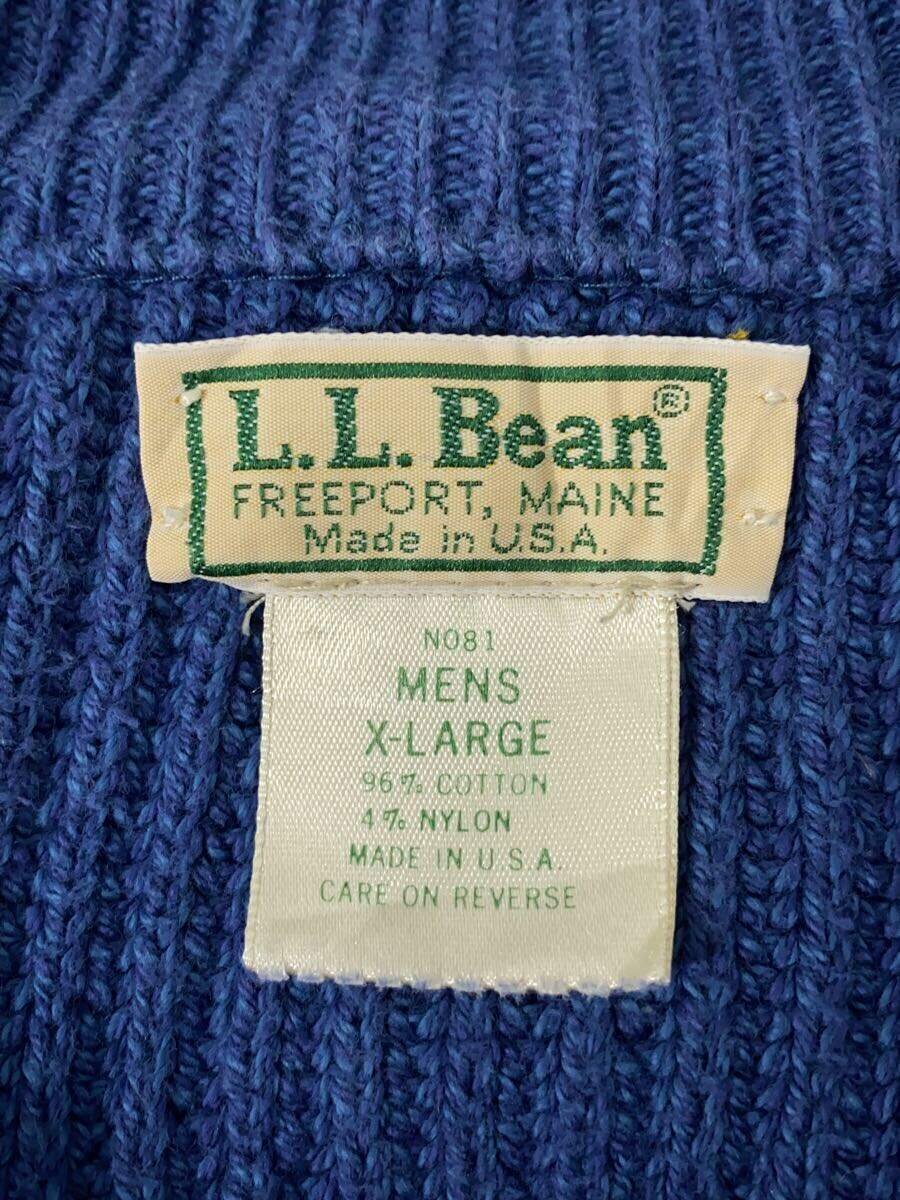 L.L.Bean®
FREEPORT, MAINE
Made in U.S.A.
N081
MENS
X-LARGE
96% COTTON
4% NYLON
MADE IN U.S.A.
CARE ON REVERSE